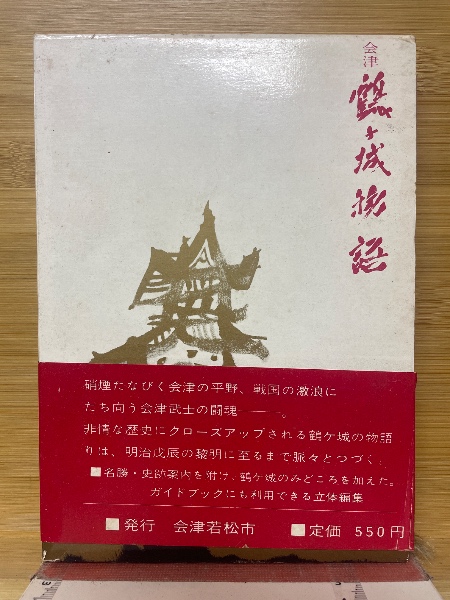 会津
鶴ヶ城物語
硝煙たなびく会津の平野、戦国の激浪に
たち向う会津武士の闘魂―――。
非情な歴史にクローズアップされる鶴ケ城の物語
りは、明治戊辰の黎明に至るまで脈々とつづく。
名勝・史跡案内を附け、鶴ケ城のみどころを加えた。
ガイドブックにも利用できる立体編集
発行 会津若松市
定価 550円